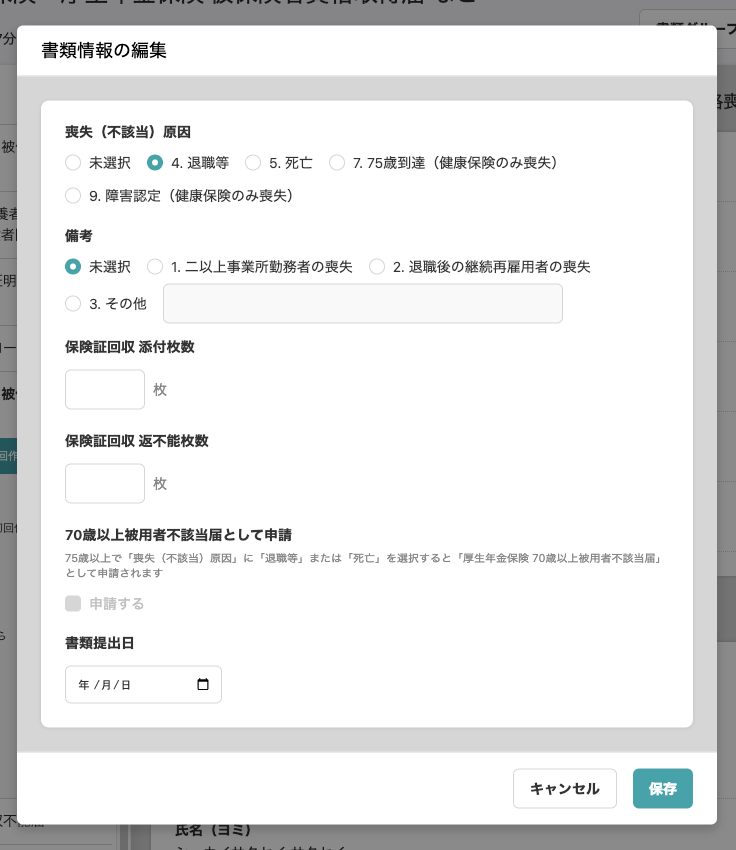 書類情報の編集
喪失（不該当）原因
未選択 4. 退職等 5. 死亡 7. 75歳到達（健康保険のみ喪失）
9. 障害認定（健康保険のみ喪失）
備考
未選択 1. 二以上事業所勤務者の喪失 2. 退職後の継続再雇用者の喪失
3. その他
保険証回収 添付枚数
枚
保険証回収 返不能枚数
枚
70歳以上被用者不該当届として申請
75歳以上で「喪失（不該当）原因」に「退職等」または「死亡」を選択すると「厚生年金保険 70歳以上被用者不該当届」
として申請されます
申請する
書類提出日
年 /月/日
キャンセル 保存
氏名（ヨミ）